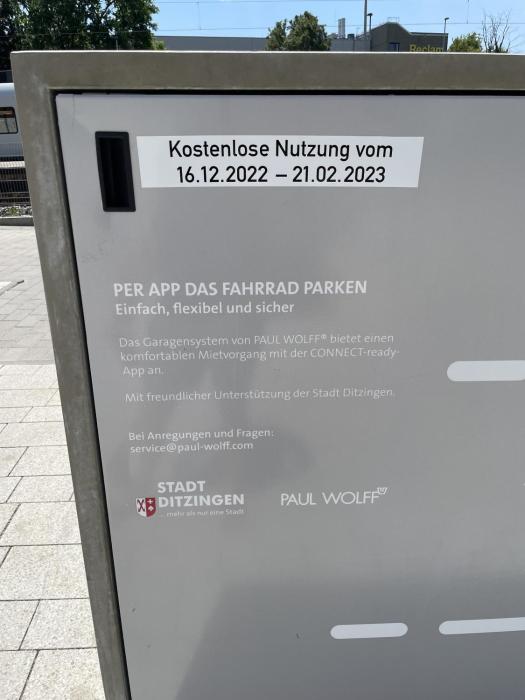 Reclam
Kostenlose Nutzung vom
16.12.2022 – 21.02.2023
PER APP DAS FAHRRAD PARKEN
Einfach, flexibel und sicher
Das Garagensystem von PAUL WOLFF® bietet einen
komfortablen Mietvorgang mit der CONNECT-ready-
App an.
Mit freundlicher Unterstützung der Stadt Ditzingen.
Bei Anregungen und Fragen:
service@paul-wolff.com
STADT
DITZINGEN
... mehr als nur eine Stadt
PAUL WOLFF